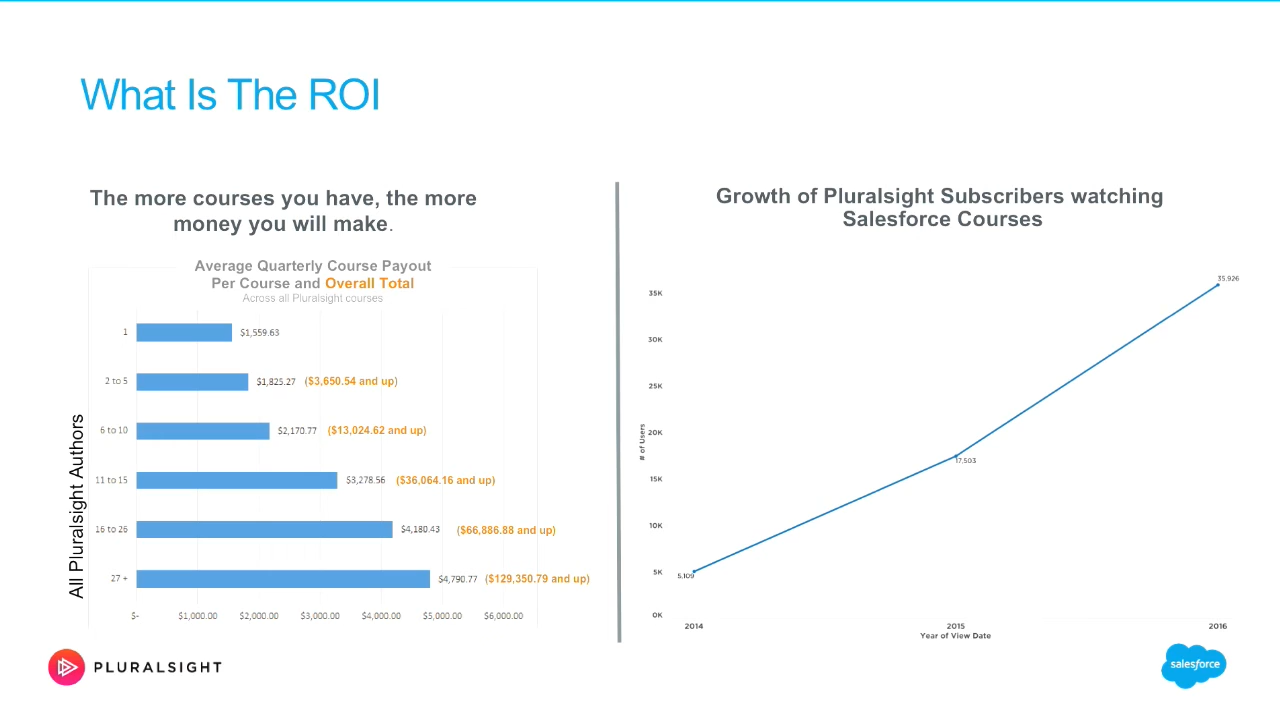 What Is The ROI
The more courses you have, the more
money you will make.
Average Quarterly Course Payout
Per Course and Overall Total
Across all Pluralsight courses
All Pluralsight Authors
1 $1,559.63
2 to 5 $1,825.27 ($3,650.54 and up)
6 to 10 $2,170.77 ($13,024.62 and up)
11 to 15 $3,278.56 ($36,064.16 and up)
16 to 26 $4,180.43 ($66,886.88 and up)
27 + $4,790.77 ($129,350.79 and up)
$- $1,000.00 $2,000.00 $3,000.00 $4,000.00 $5,000.00 $6,000.00
Growth of Pluralsight Subscribers watching
Salesforce Courses
35,926
35K
30K
25K
# of Users
20K
17,503
15K
10K
5K
5,109
0K
2014 2015 2016
Year of View Date
PLURALSIGHT
salesforce